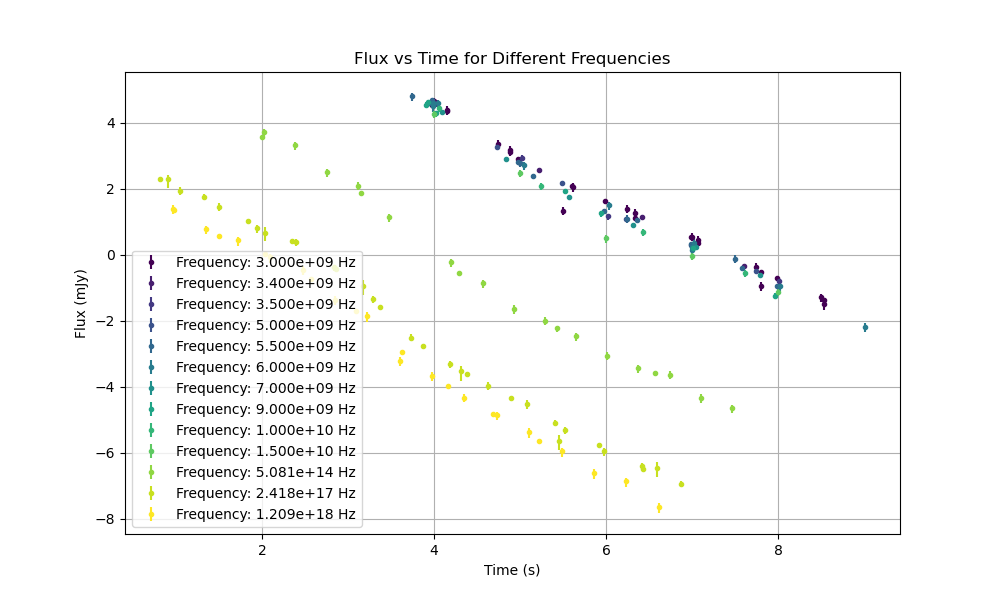 Flux vs Time for Different Frequencies
Flux (mJy)
4
2
0
−2
−4
−6
−8
Frequency: 3.000e+09 Hz
Frequency: 3.400e+09 Hz
Frequency: 3.500e+09 Hz
Frequency: 5.000e+09 Hz
Frequency: 5.500e+09 Hz
Frequency: 6.000e+09 Hz
Frequency: 7.000e+09 Hz
Frequency: 9.000e+09 Hz
Frequency: 1.000e+10 Hz
Frequency: 1.500e+10 Hz
Frequency: 5.081e+14 Hz
Frequency: 2.418e+17 Hz
Frequency: 1.209e+18 Hz
2 4 6 8
Time (s)